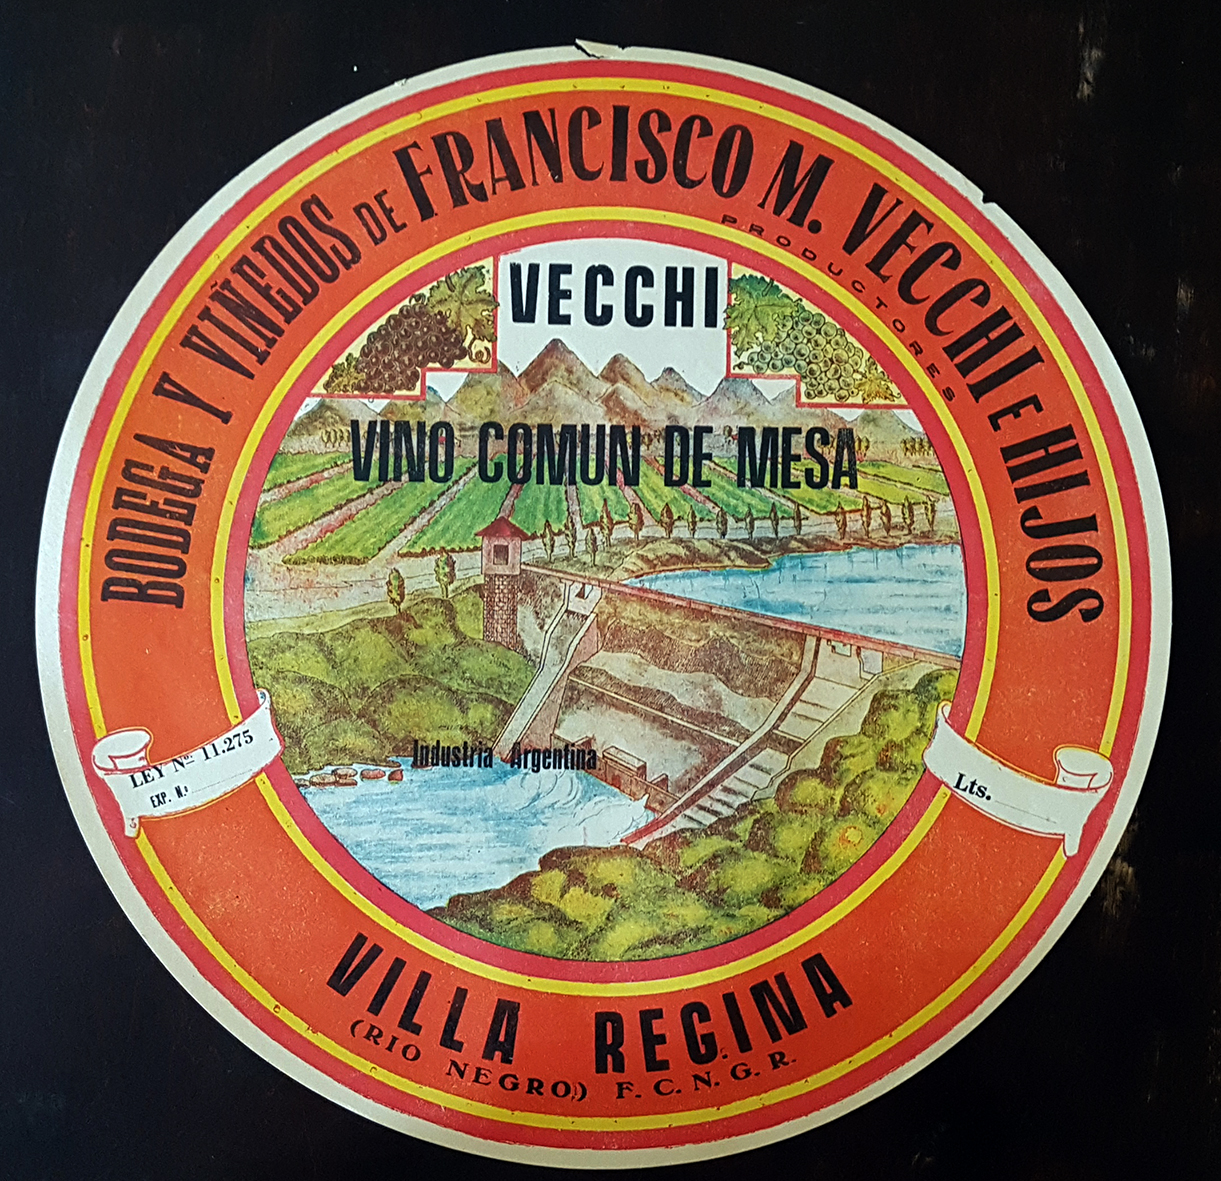 BODEGA Y VIÑEDOS DE FRANCISCO M. VECCHI E HIJOS
PRODUCTORES
VECCHI
VINO COMUN DE MESA
Industria Argentina
LEY Nº 11.275
EXP. N.º
Lts.
VILLA REGINA
(RIO NEGRO) F. C. N. G. R.